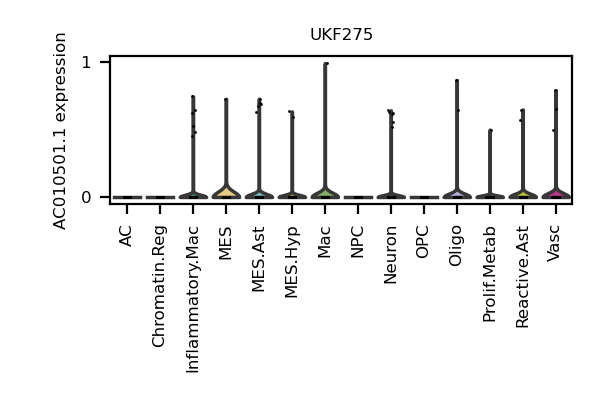 UKF275
AC010501.1 expression
1
0
AC
Chromatin.Reg
Inflammatory.Mac
MES
MES.Ast
MES.Hyp
Mac
NPC
Neuron
OPC
Oligo
Prolif.Metab
Reactive.Ast
Vasc